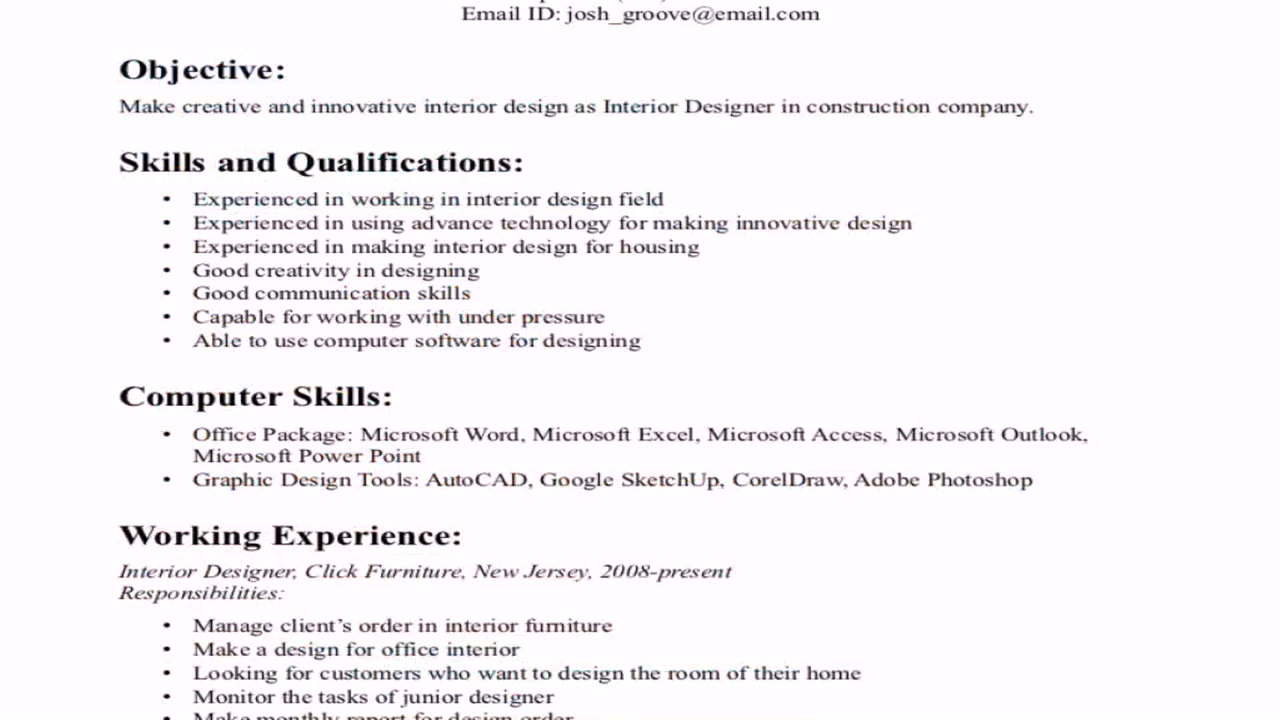 Email ID: josh_groove@email.com
Objective:
Make creative and innovative interior design as Interior Designer in construction company.
Skills and Qualifications:
• Experienced in working in interior design field
• Experienced in using advance technology for making innovative design
• Experienced in making interior design for housing
• Good creativity in designing
• Good communication skills
• Capable for working with under pressure
• Able to use computer software for designing
Computer Skills:
• Office Package: Microsoft Word, Microsoft Excel, Microsoft Access, Microsoft Outlook,
Microsoft Power Point
• Graphic Design Tools: AutoCAD, Google SketchUp, CorelDraw, Adobe Photoshop
Working Experience:
Interior Designer, Click Furniture, New Jersey, 2008-present
Responsibilities:
• Manage client’s order in interior furniture
• Make a design for office interior
• Looking for customers who want to design the room of their home
• Monitor the tasks of junior designer
• Make monthly report for design order